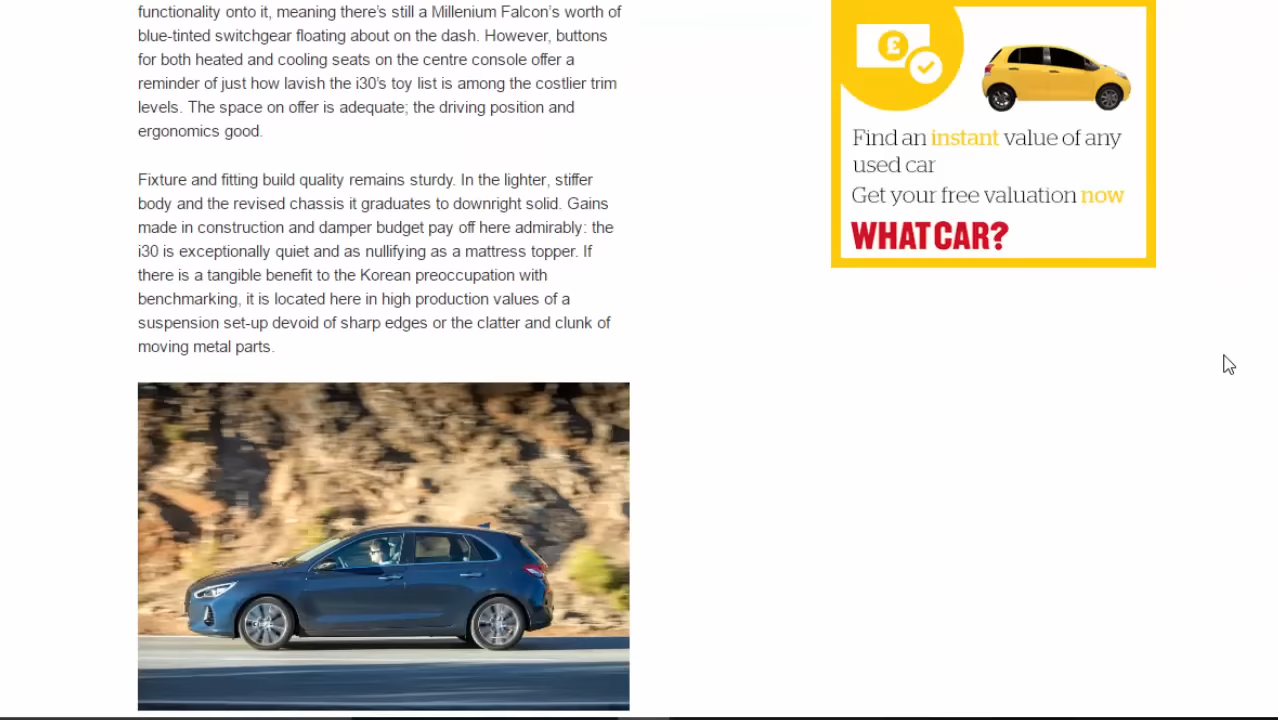 functionality onto it, meaning there's still a Millenium Falcon's worth of
blue-tinted switchgear floating about on the dash. However, buttons
for both heated and cooling seats on the centre console offer a
reminder of just how lavish the i30's toy list is among the costlier trim
levels. The space on offer is adequate; the driving position and
ergonomics good.
Fixture and fitting build quality remains sturdy. In the lighter, stiffer
body and the revised chassis it graduates to downright solid. Gains
made in construction and damper budget pay off here admirably: the
i30 is exceptionally quiet and as nullifying as a mattress topper. If
there is a tangible benefit to the Korean preoccupation with
benchmarking, it is located here in high production values of a
suspension set-up devoid of sharp edges or the clatter and clunk of
moving metal parts.
£
Find an instant value of any
used car
Get your free valuation now
WHAT CAR?